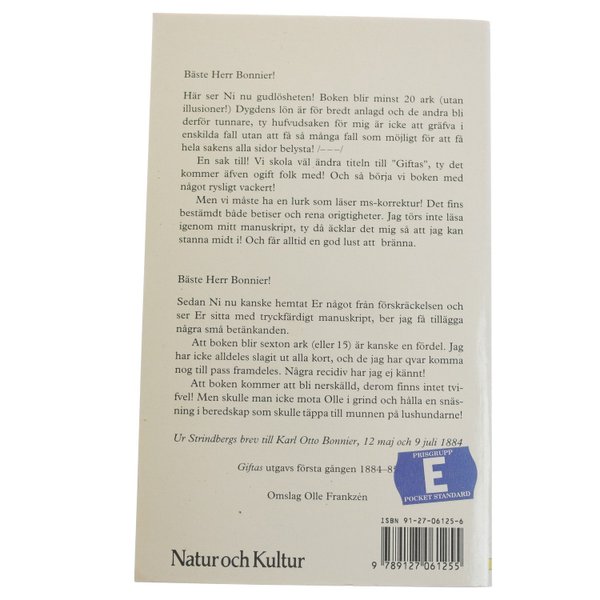 Bäste Herr Bonnier!
Här ser Ni nu gudlösheten! Boken blir minst 20 ark (utan
illusioner!) Dygdens lön är för bredt anlagd och de andra bli
derför tunnare, ty hufvudsaken för mig är icke att gräfva i
enskilda fall utan att få så många fall som möjligt för att få
hela sakens alla sidor belysta! /– – –/
En sak till! Vi skola väl ändra titeln till "Giftas", ty det
kommer äfven ogift folk med! Och så börja vi boken med
något rysligt vackert!
Men vi måste ha en lurk som läser ms-korrektur! Det fins
bestämdt både betiser och rena origtigheter. Jag törs inte läsa
igenom mitt manuskript, ty då äcklar det mig så att jag kan
stanna midt i! Och får alltid en god lust att bränna.
Bäste Herr Bonnier!
Sedan Ni nu kanske hemtat Er något från förskräckelsen och
ser Er sitta med tryckfärdigt manuskript, ber jag få tillägga
några små betänkanden.
Att boken blir sexton ark (eller 15) är kanske en fördel. Jag
har icke alldeles slagit ut alla kort, och de jag har qvar komma
nog till pass framdeles. Några recidiv har jag ej kännt!
Att boken kommer att bli nerskälld, derom finns intet tvi-
fvel! Men skulle man icke mota Olle i grind och hålla en snäs-
ning i beredskap som skulle täppa till munnen på lushundarne!
Ur Strindbergs brev till Karl Otto Bonnier, 12 maj och 9 juli 1884
Giftas utgavs första gången 1884–8
Omslag Olle Frankzén
PRISGRUPP
E
POCKET STANDARD
ISBN 91-27-06125-6
9 789127 061255
Natur och Kultur